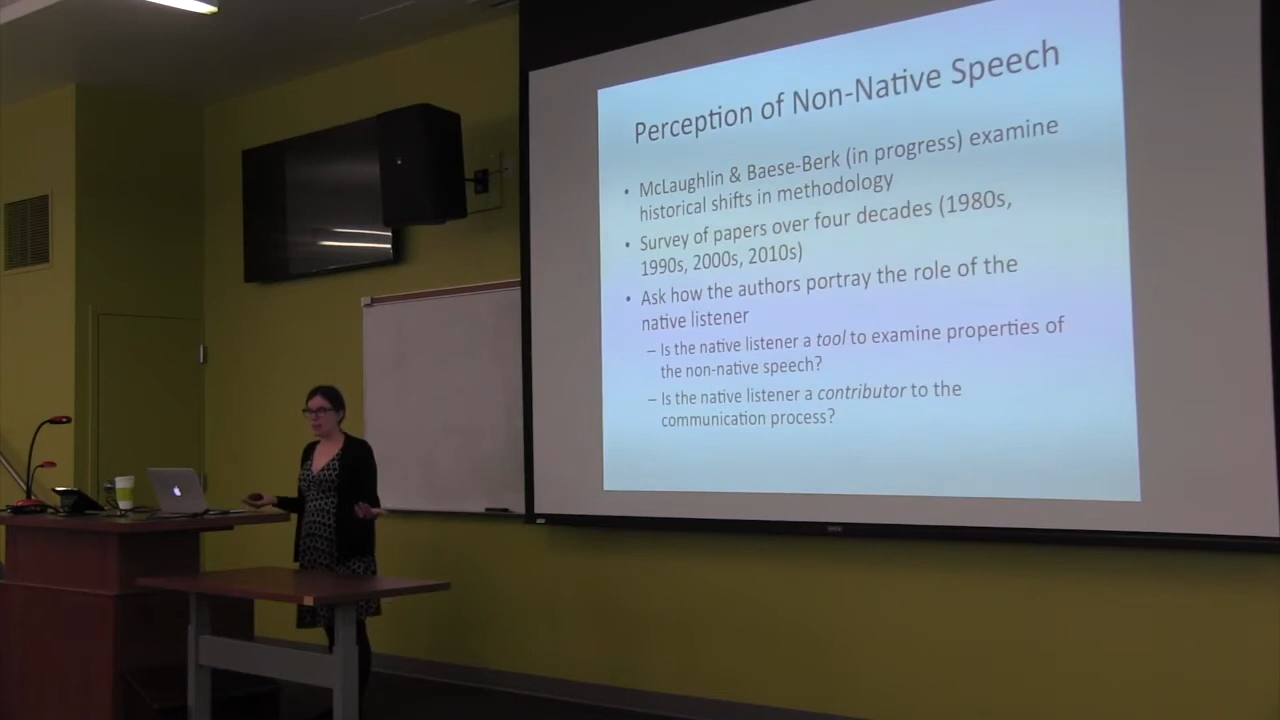 Perception of Non-Native Speech
• McLaughlin & Baese-Berk (in progress) examine
historical shifts in methodology
• Survey of papers over four decades (1980s,
1990s, 2000s, 2010s)
• Ask how the authors portray the role of the
native listener
– Is the native listener a tool to examine properties of
the non-native speech?
– Is the native listener a contributor to the
communication process?